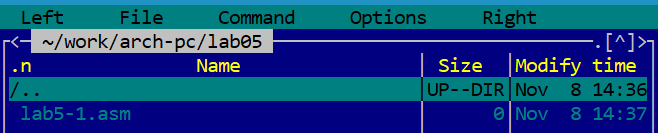 Left File Command Options Right
<- ~/work/arch-pc/lab05 .[^]>
.n Name Size Modify time
/.. UP--DIR Nov 8 14:36
lab5-1.asm 0 Nov 8 14:37